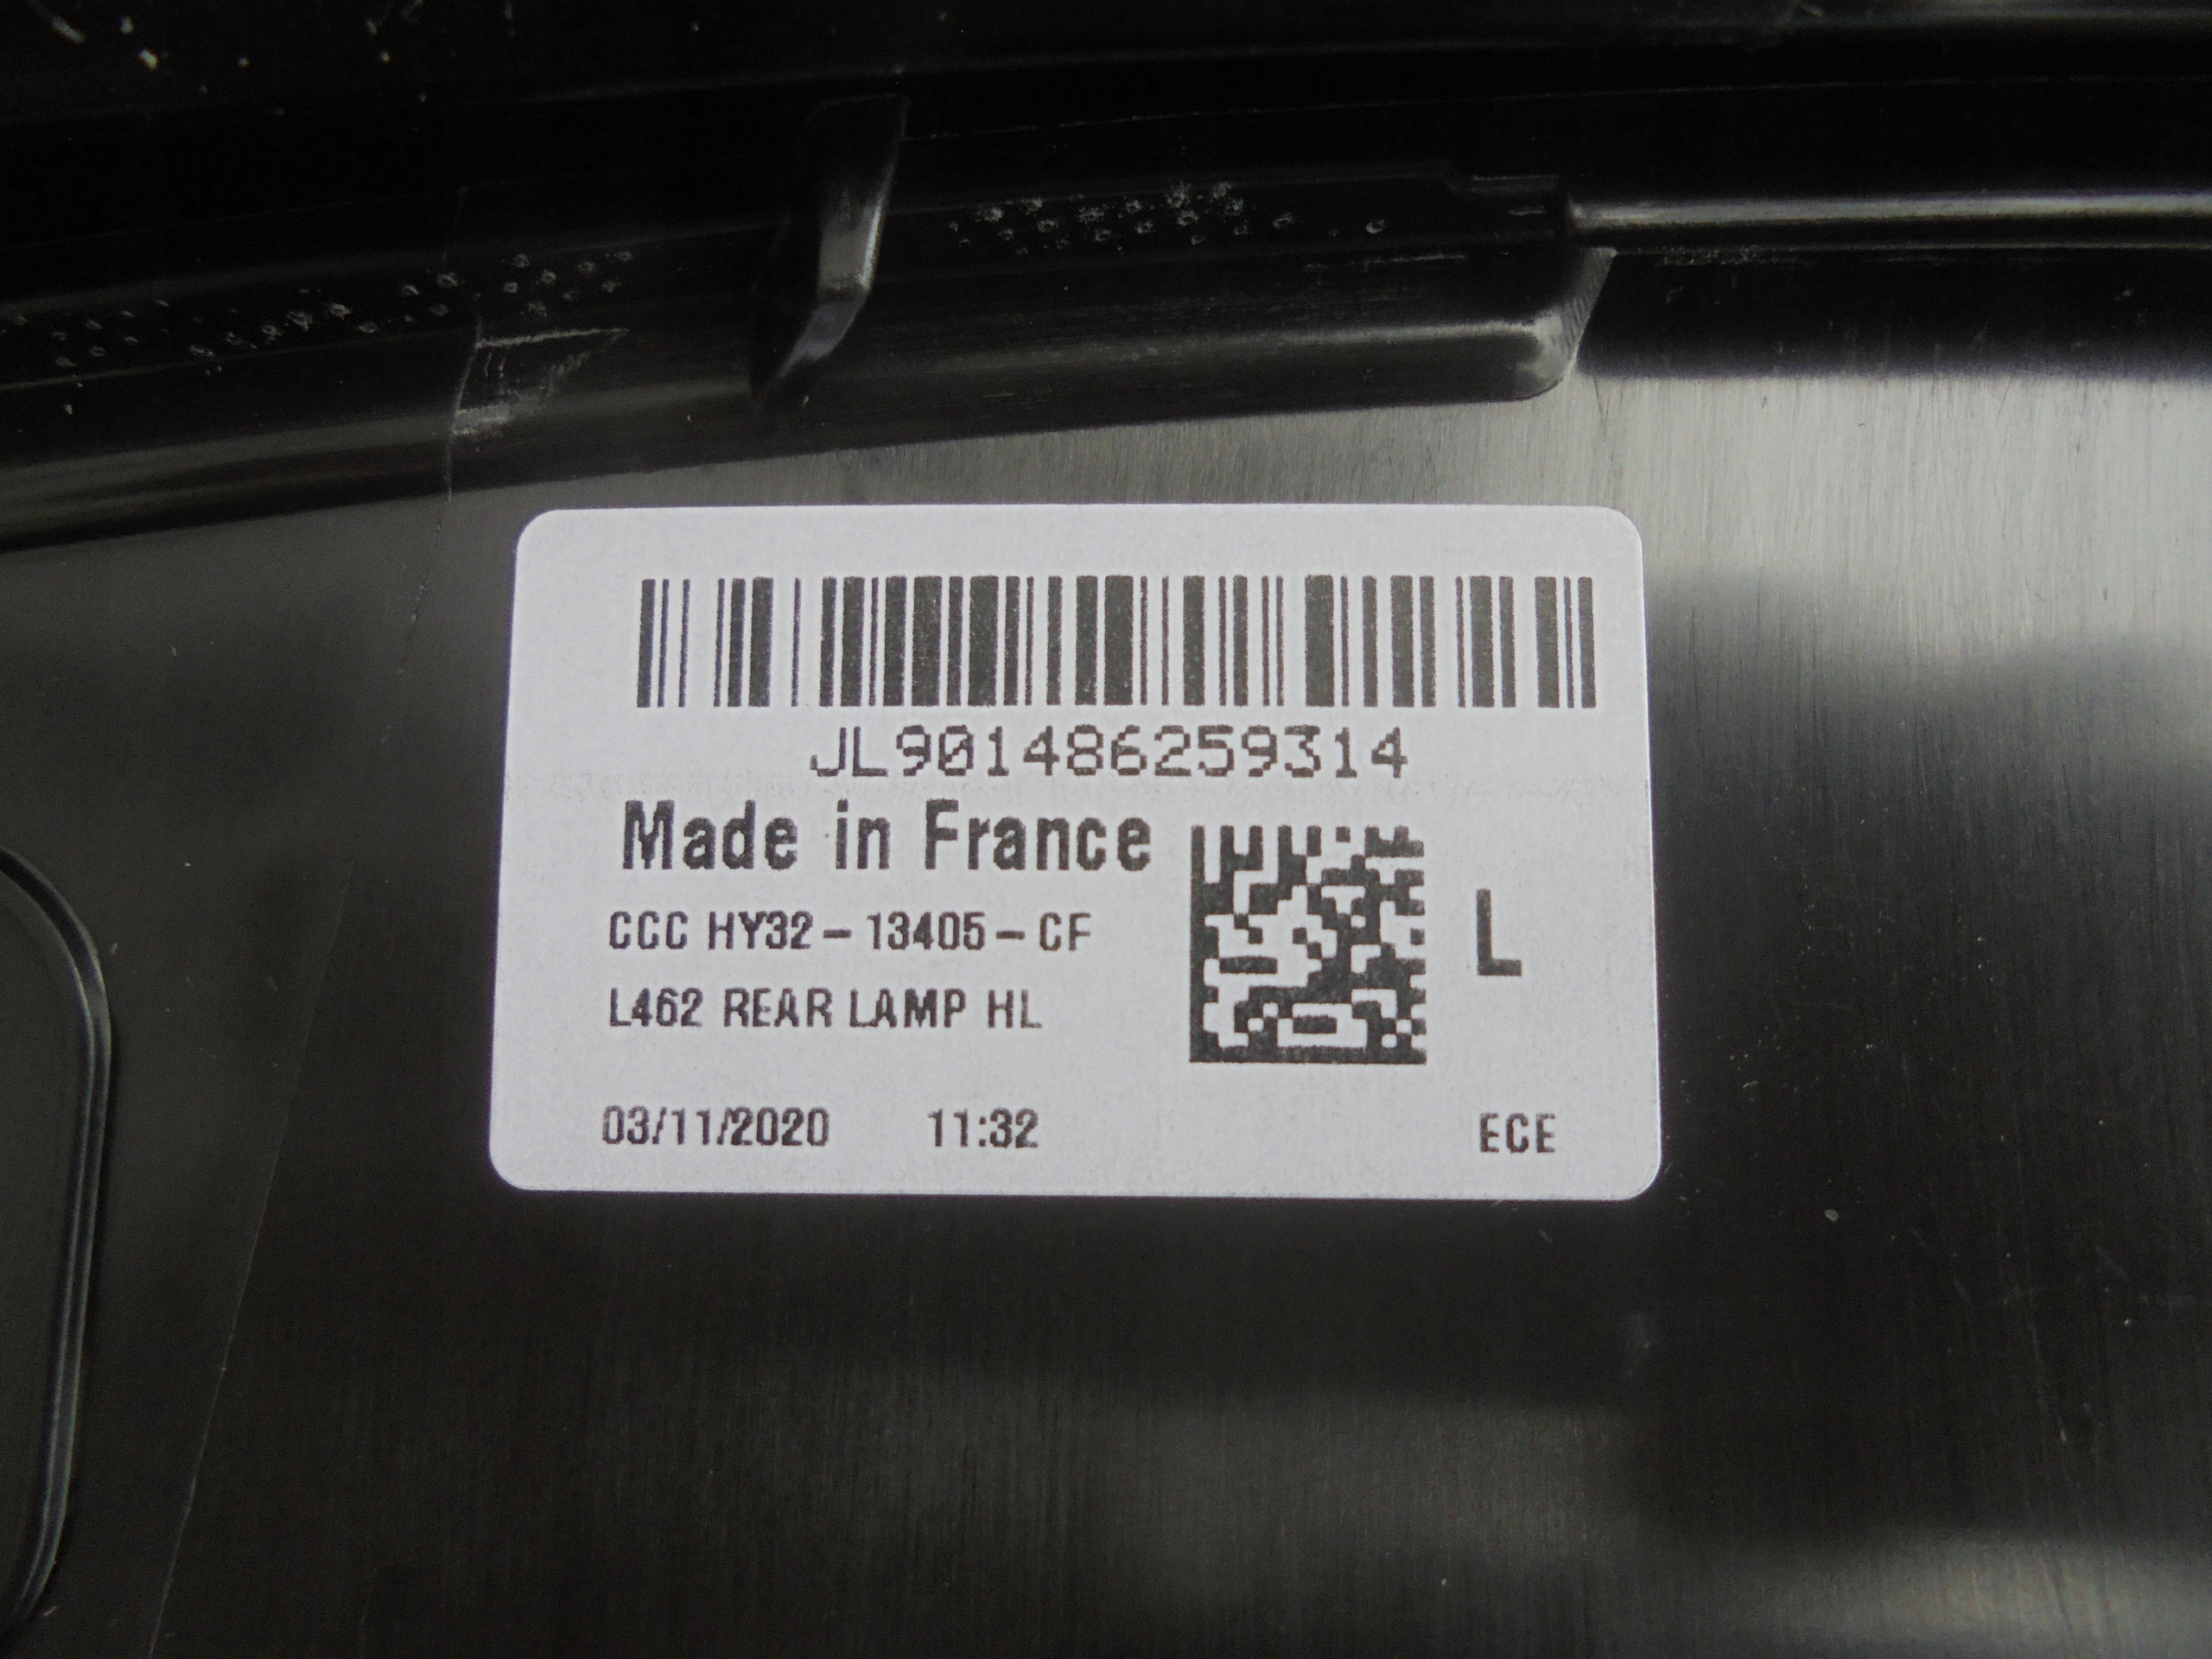 JL901486259314
Made in France
CCC HY32-13405-CF
L
L462 REAR LAMP HL
03/11/2020 11:32 ECE